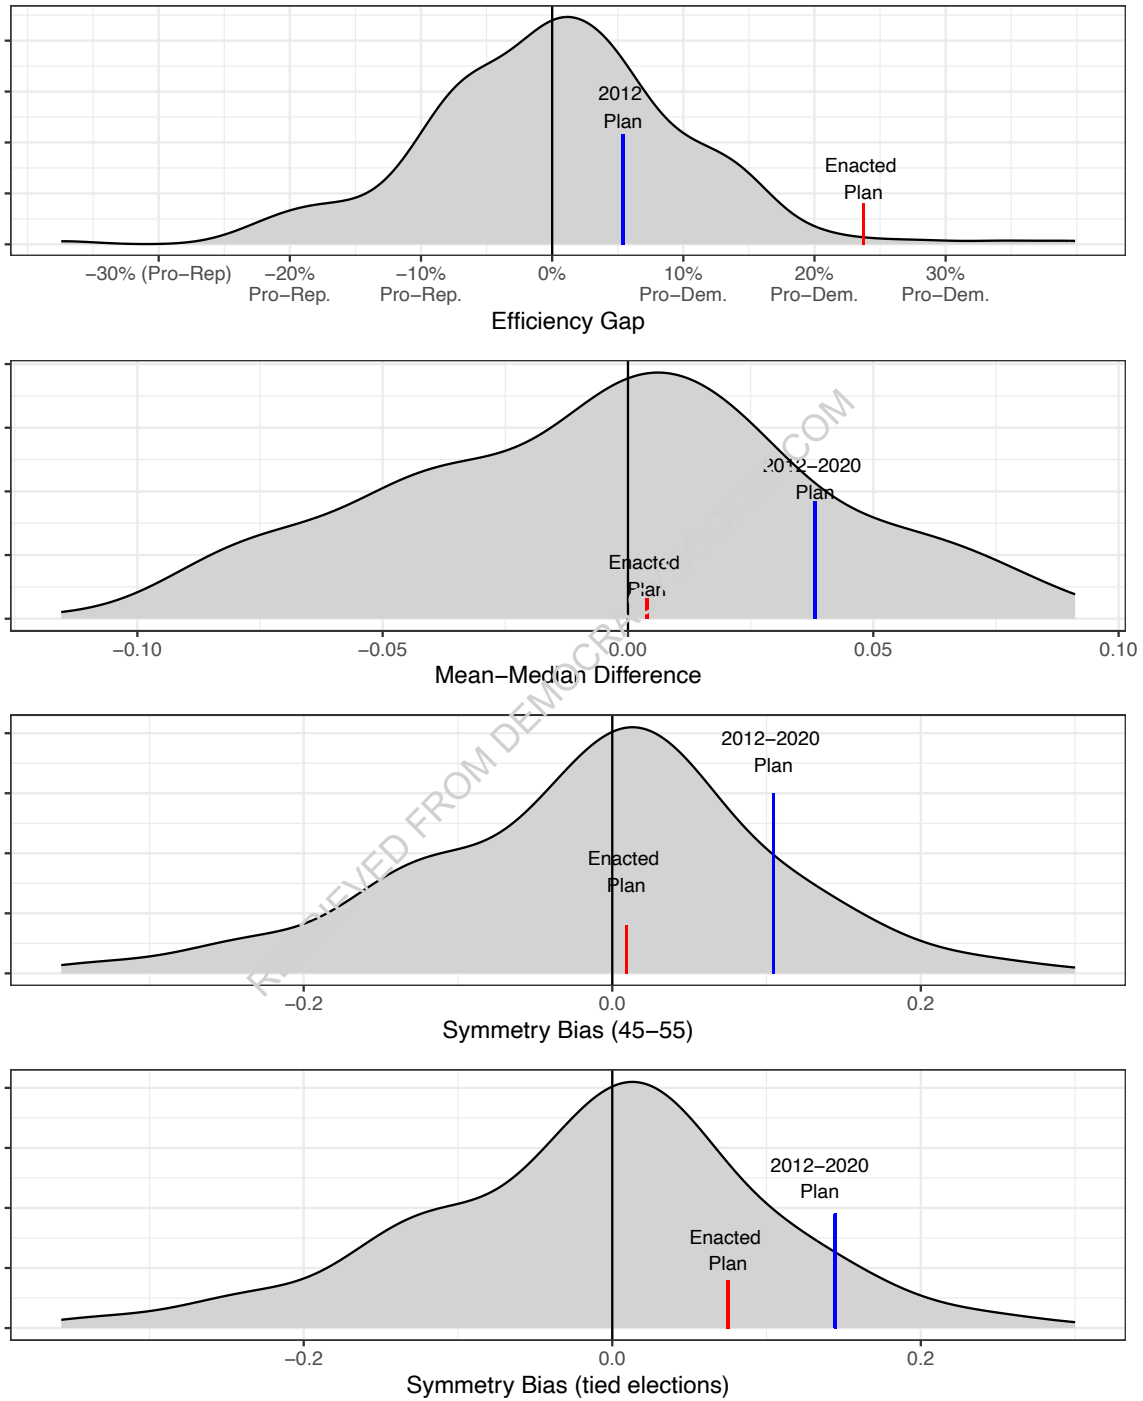 2012
Plan
Enacted
Plan
−30% (Pro−Rep)
−20%
Pro−Rep.
−10%
Pro−Rep.
0%
10%
Pro−Dem.
20%
Pro−Dem.
30%
Pro−Dem.
Efficiency Gap
2012−2020
Plan
Enacted
Plan
−0.10
−0.05
0.00
0.05
0.10
Mean−Median Difference
RETRIEVED FROM DEMOCRACYDOCKET.COM
2012−2020
Plan
Enacted
Plan
−0.2
0.0
0.2
Symmetry Bias (45−55)
2012−2020
Plan
Enacted
Plan
−0.2
0.0
0.2
Symmetry Bias (tied elections)